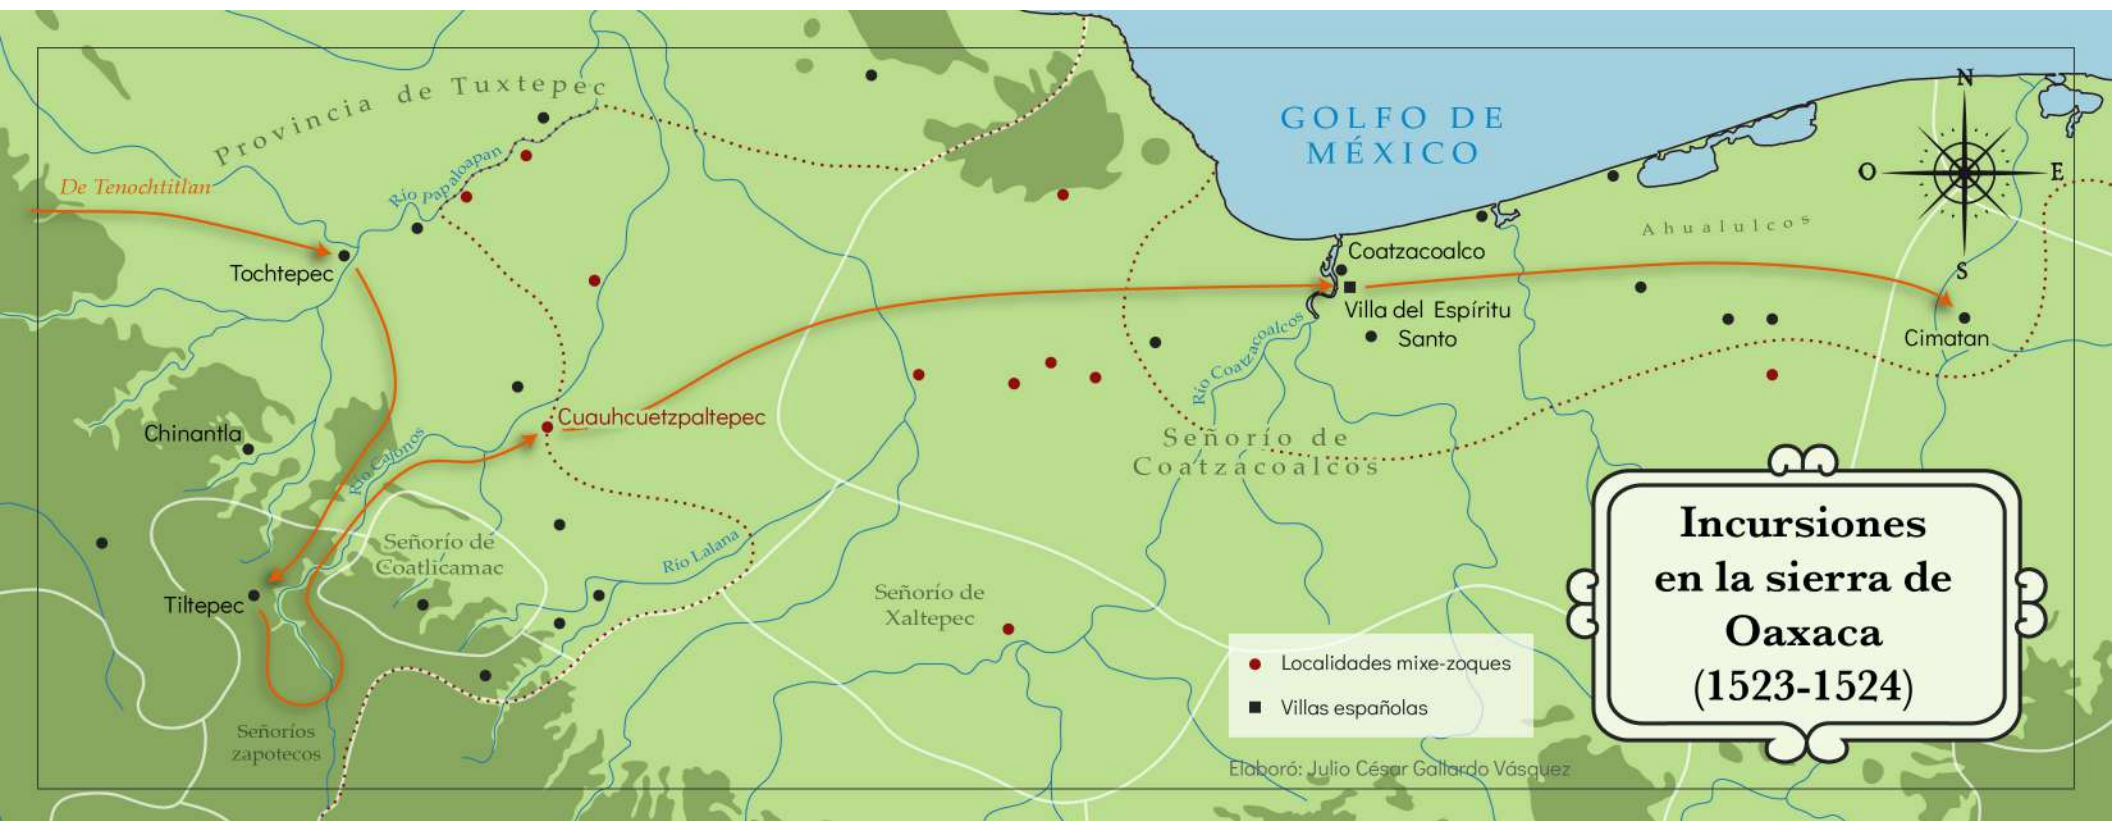 Provincia de Tuxtepec
De Tenochtitlan
Río Papaloapan
Tochtepec
Chinantla
Río Cajonos
Cuauhcuetzpaltepec
Señorío de
Coatlicamac
Río Lalana
Tiltepec
Señoríos
zapotecos
Señorío de
Xaltepec
GOLFO DE
MÉXICO
Coatzacoalco
Villa del Espíritu
Santo
Río Coatzacoalcos
Señorío de
Coatzacoalcos
Ahualulcos
Cimatan
N
O
E
S
Incursiones
en la sierra de
Oaxaca
(1523-1524)
Localidades mixe-zoques
Villas españolas
Elaboró: Julio César Gallardo Vásquez